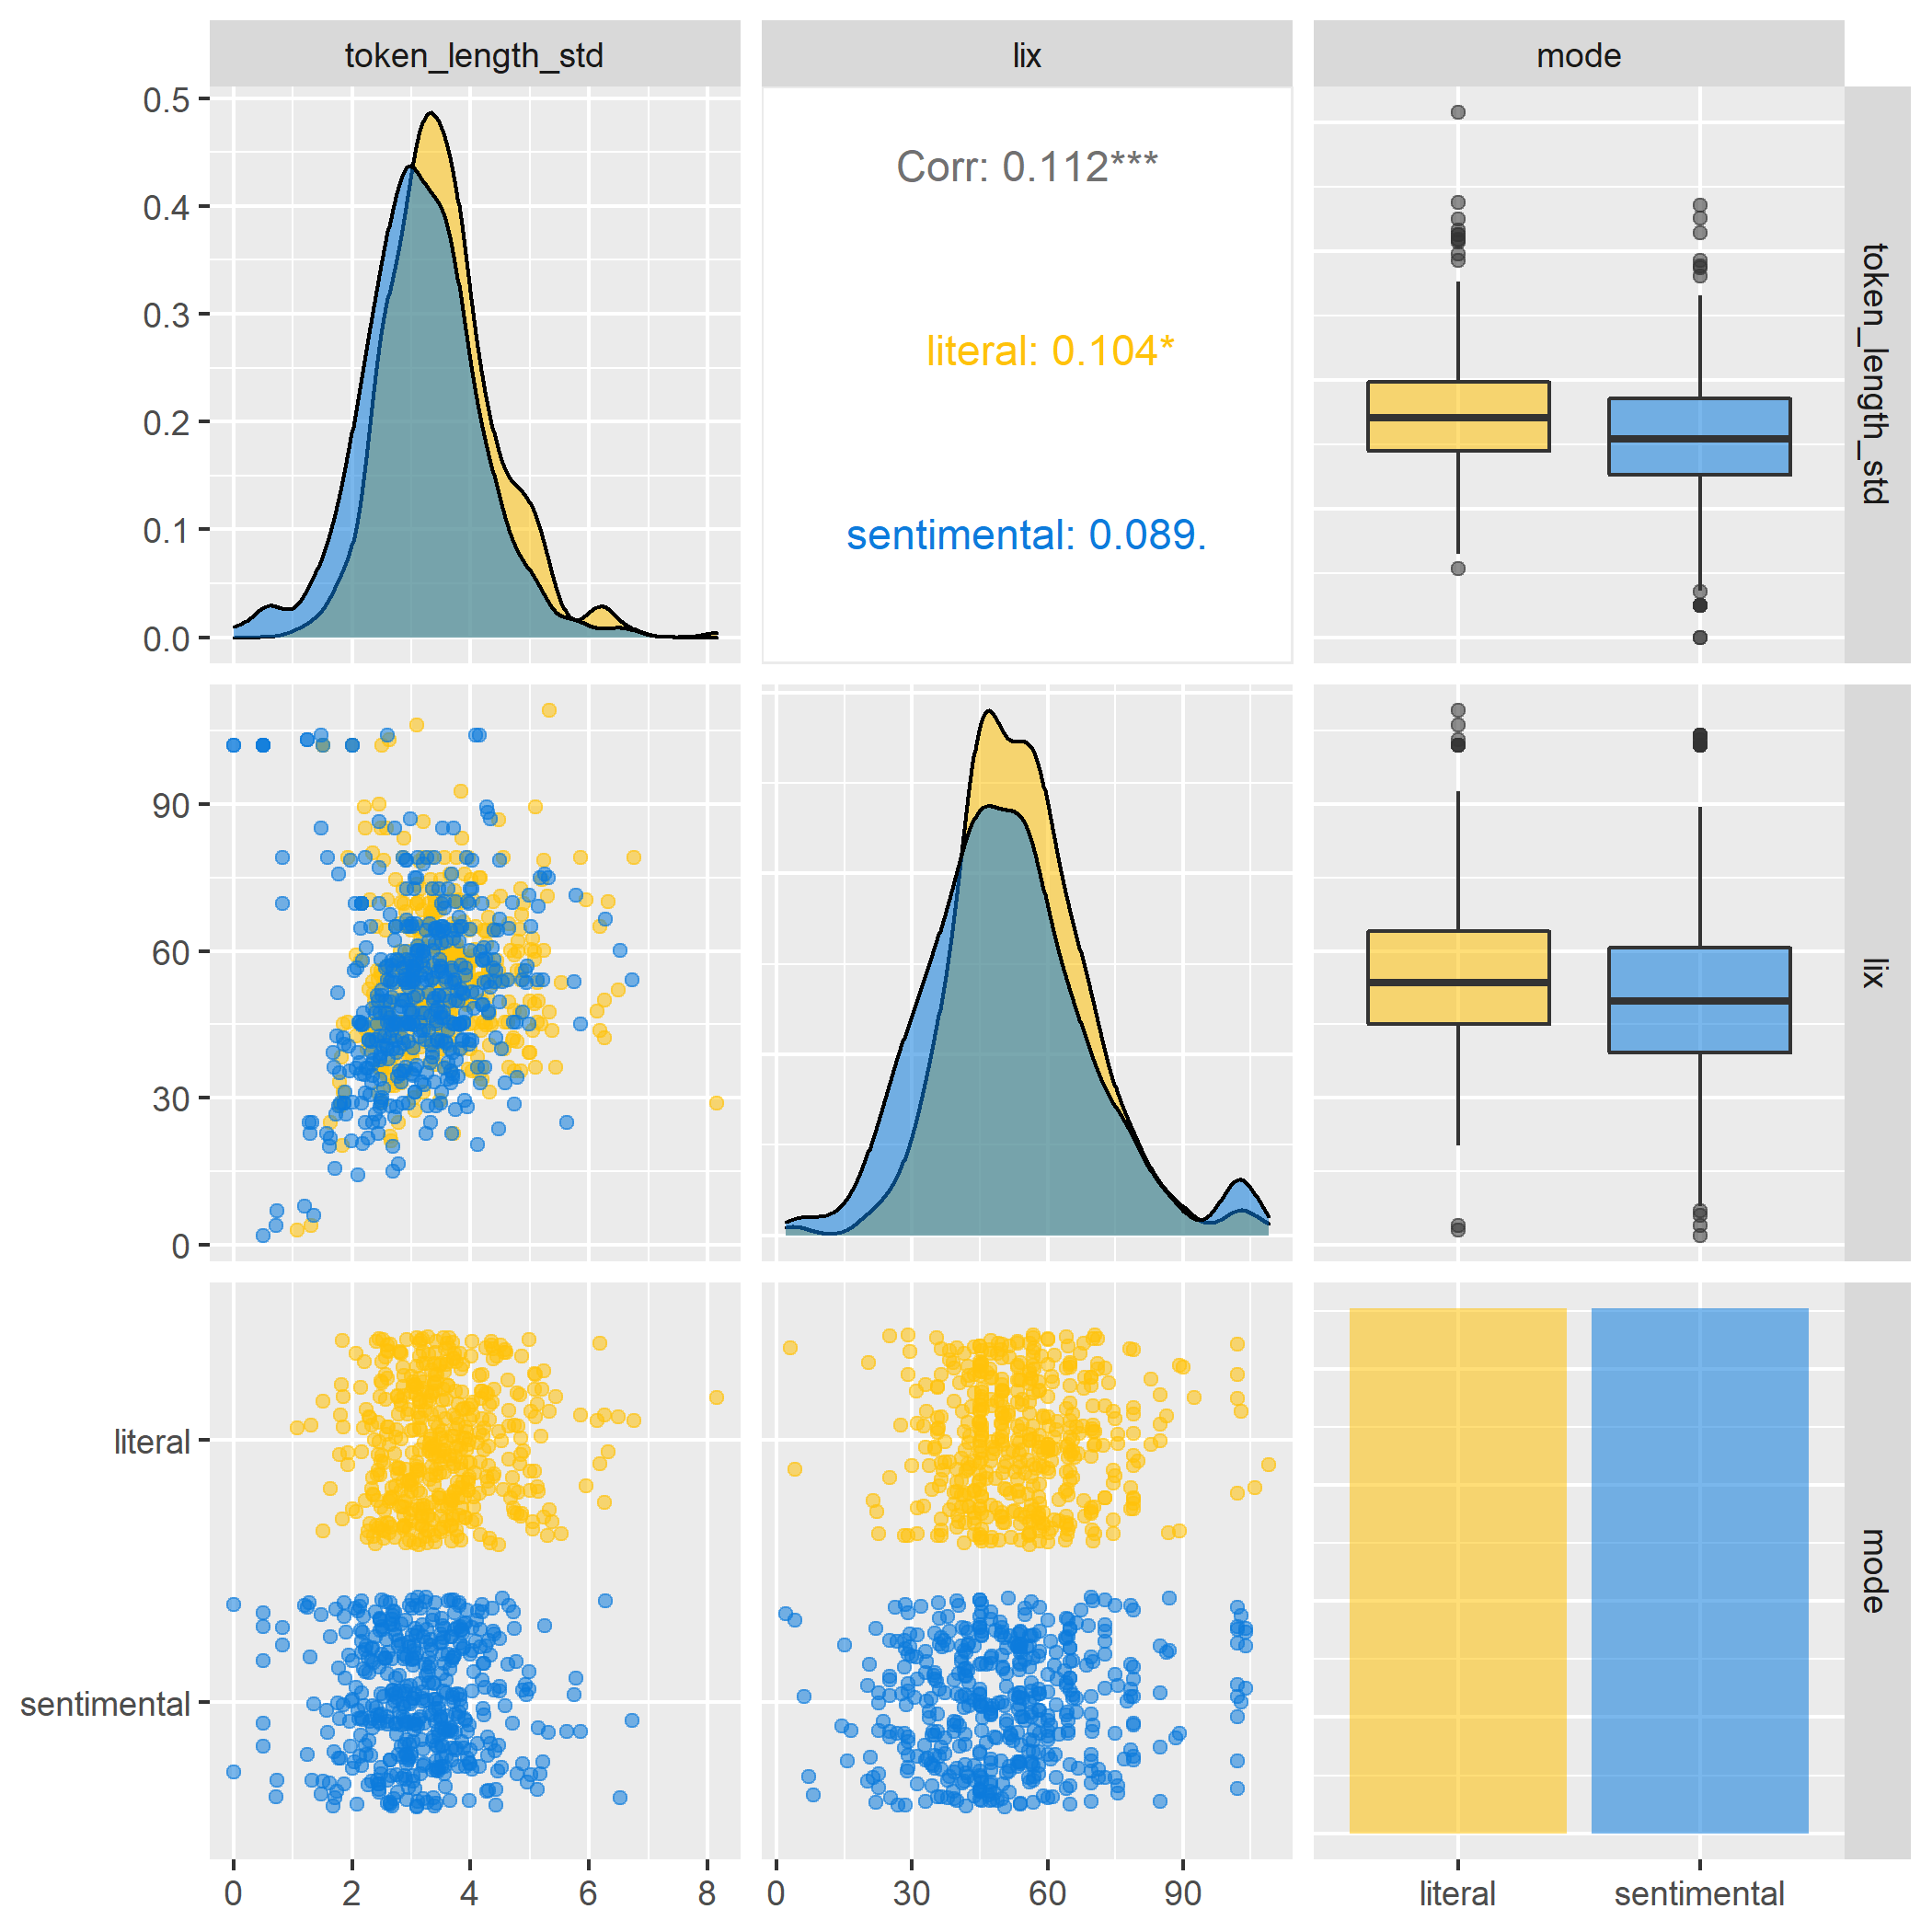 token_length_std lix mode
0.5
0.4
0.3
0.2
0.1
0.0
Corr: 0.112***
literal: 0.104*
sentimental: 0.089.
token_length_std
90
60
30
0
lix
literal
sentimental
mode
0 2 4 6 8 0 30 60 90 literal sentimental